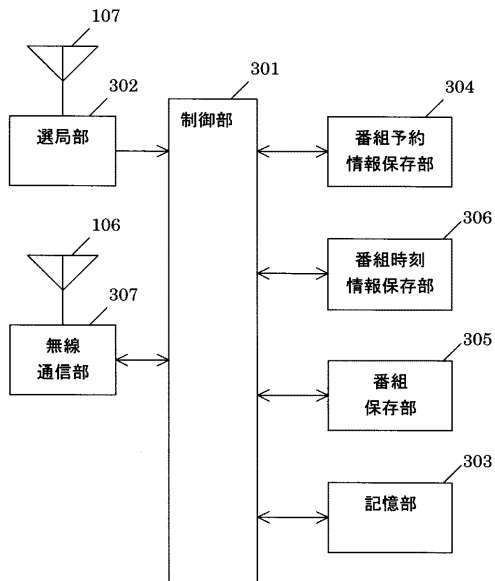 107
302
選局部
301
制御部
304
番組予約
情報保存部
106
307
無線
通信部
306
番組時刻
情報保存部
305
番組
保存部
303
記憶部